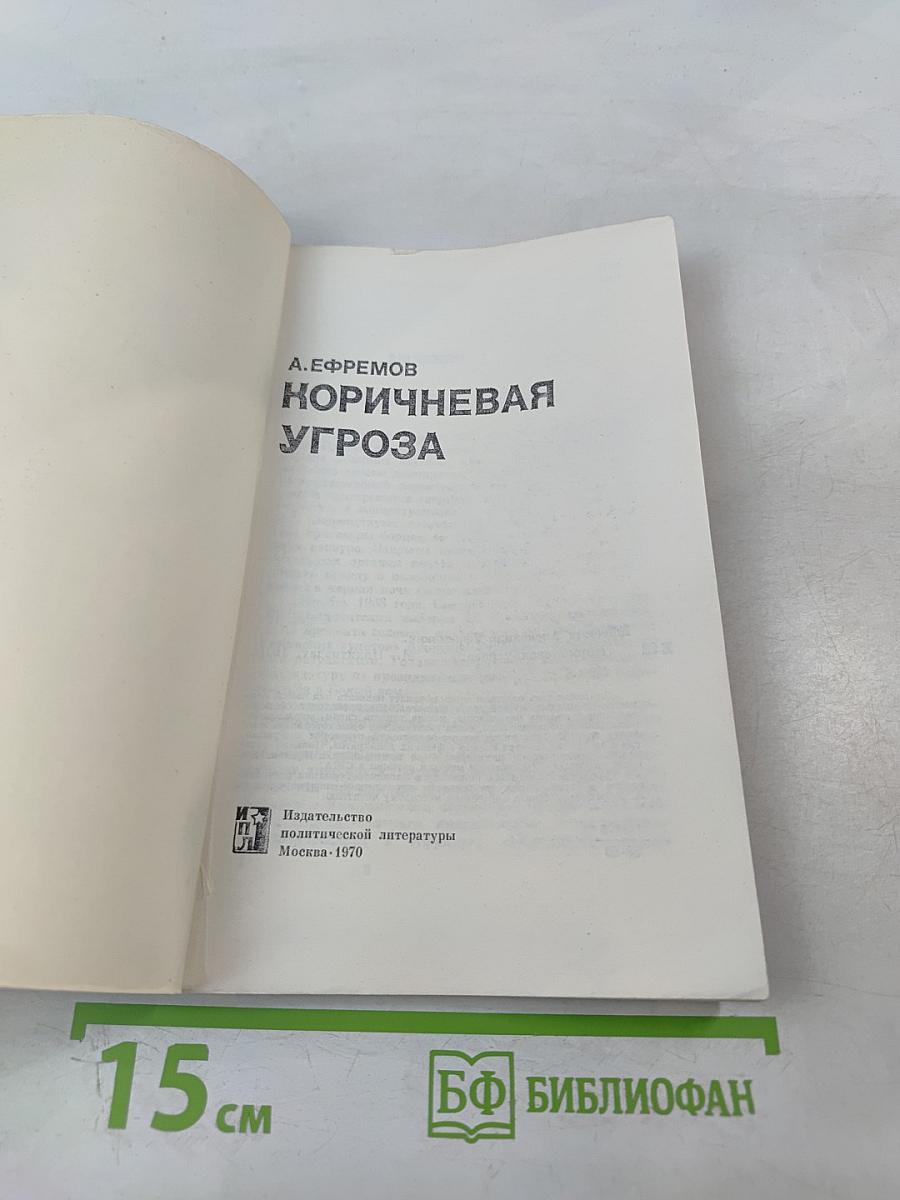 А. ЕФРЕМОВ
КОРИЧНЕВАЯ
УГРОЗА
ИПЛ
Издательство
политической литературы
Москва · 1970
15 см
БФ БИБЛИОФАН